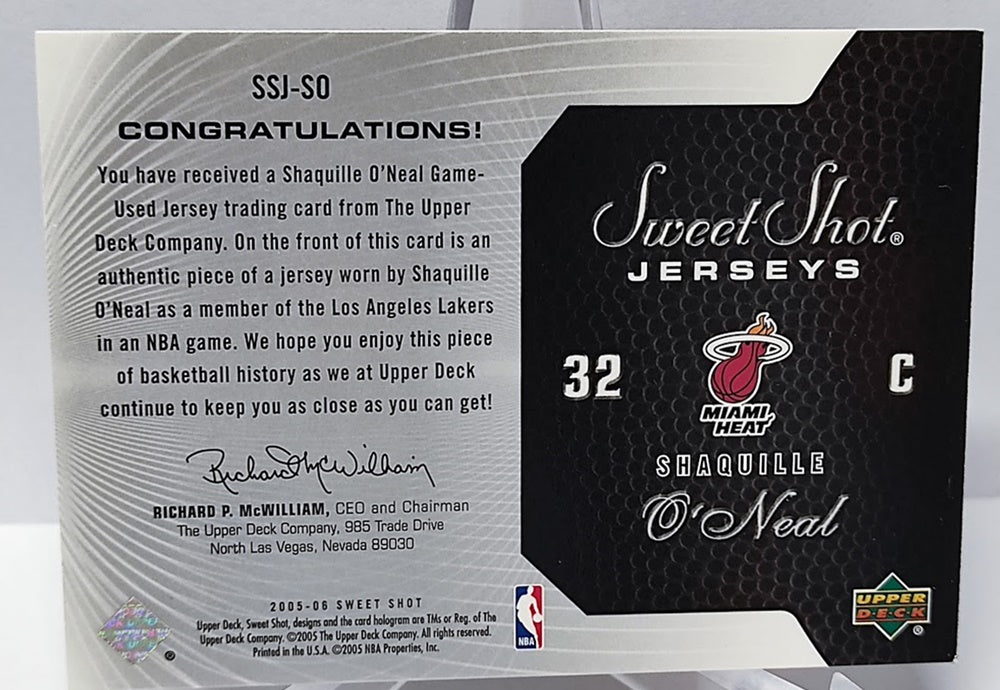 SSJ-SO
CONGRATULATIONS!
You have received a Shaquille O'Neal Game-
Used Jersey trading card from The Upper
Deck Company. On the front of this card is an
authentic piece of a jersey worn by Shaquille
O'Neal as a member of the Los Angeles Lakers
in an NBA game. We hope you enjoy this piece
of basketball history as we at Upper Deck
continue to keep you as close as you can get!
Richard P. McWilliam
RICHARD P. McWILLIAM, CEO and Chairman
The Upper Deck Company, 985 Trade Drive
North Las Vegas, Nevada 89030
2005-06 SWEET SHOT
Upper Deck, Sweet Shot, designs and the card hologram are TMs or Reg. of The
Upper Deck Company. ©2005 The Upper Deck Company. All rights reserved.
Printed in the U.S.A. ©2005 NBA Properties, Inc.
NBA
Sweet Shot®
JERSEYS
32
MIAMI
HEAT
C
SHAQUILLE
O'Neal
UPPER
DECK®